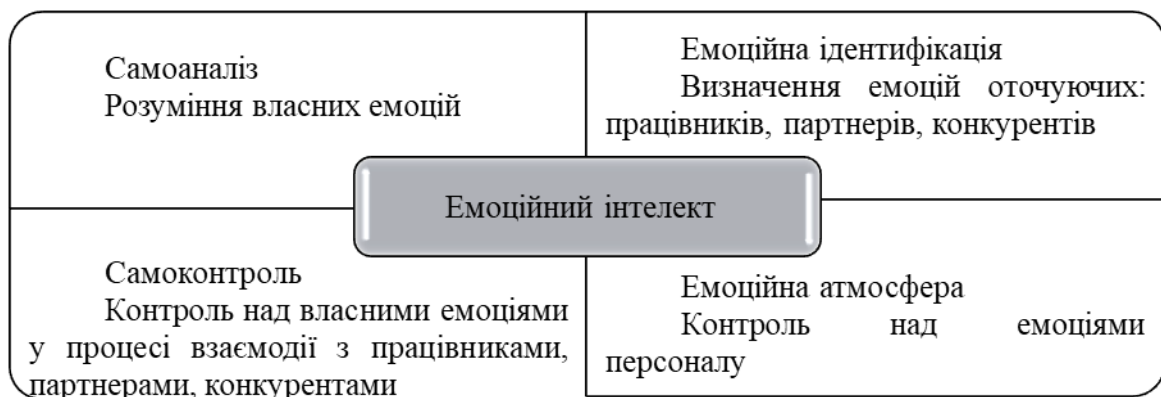 Самоаналіз
Розуміння власних емоцій
Емоційна ідентифікація
Визначення емоцій оточуючих:
працівників, партнерів, конкурентів
Емоційний інтелект
Самоконтроль
Контроль над власними емоціями
у процесі взаємодії з працівниками,
партнерами, конкурентами
Емоційна атмосфера
Контроль над емоціями
персоналу